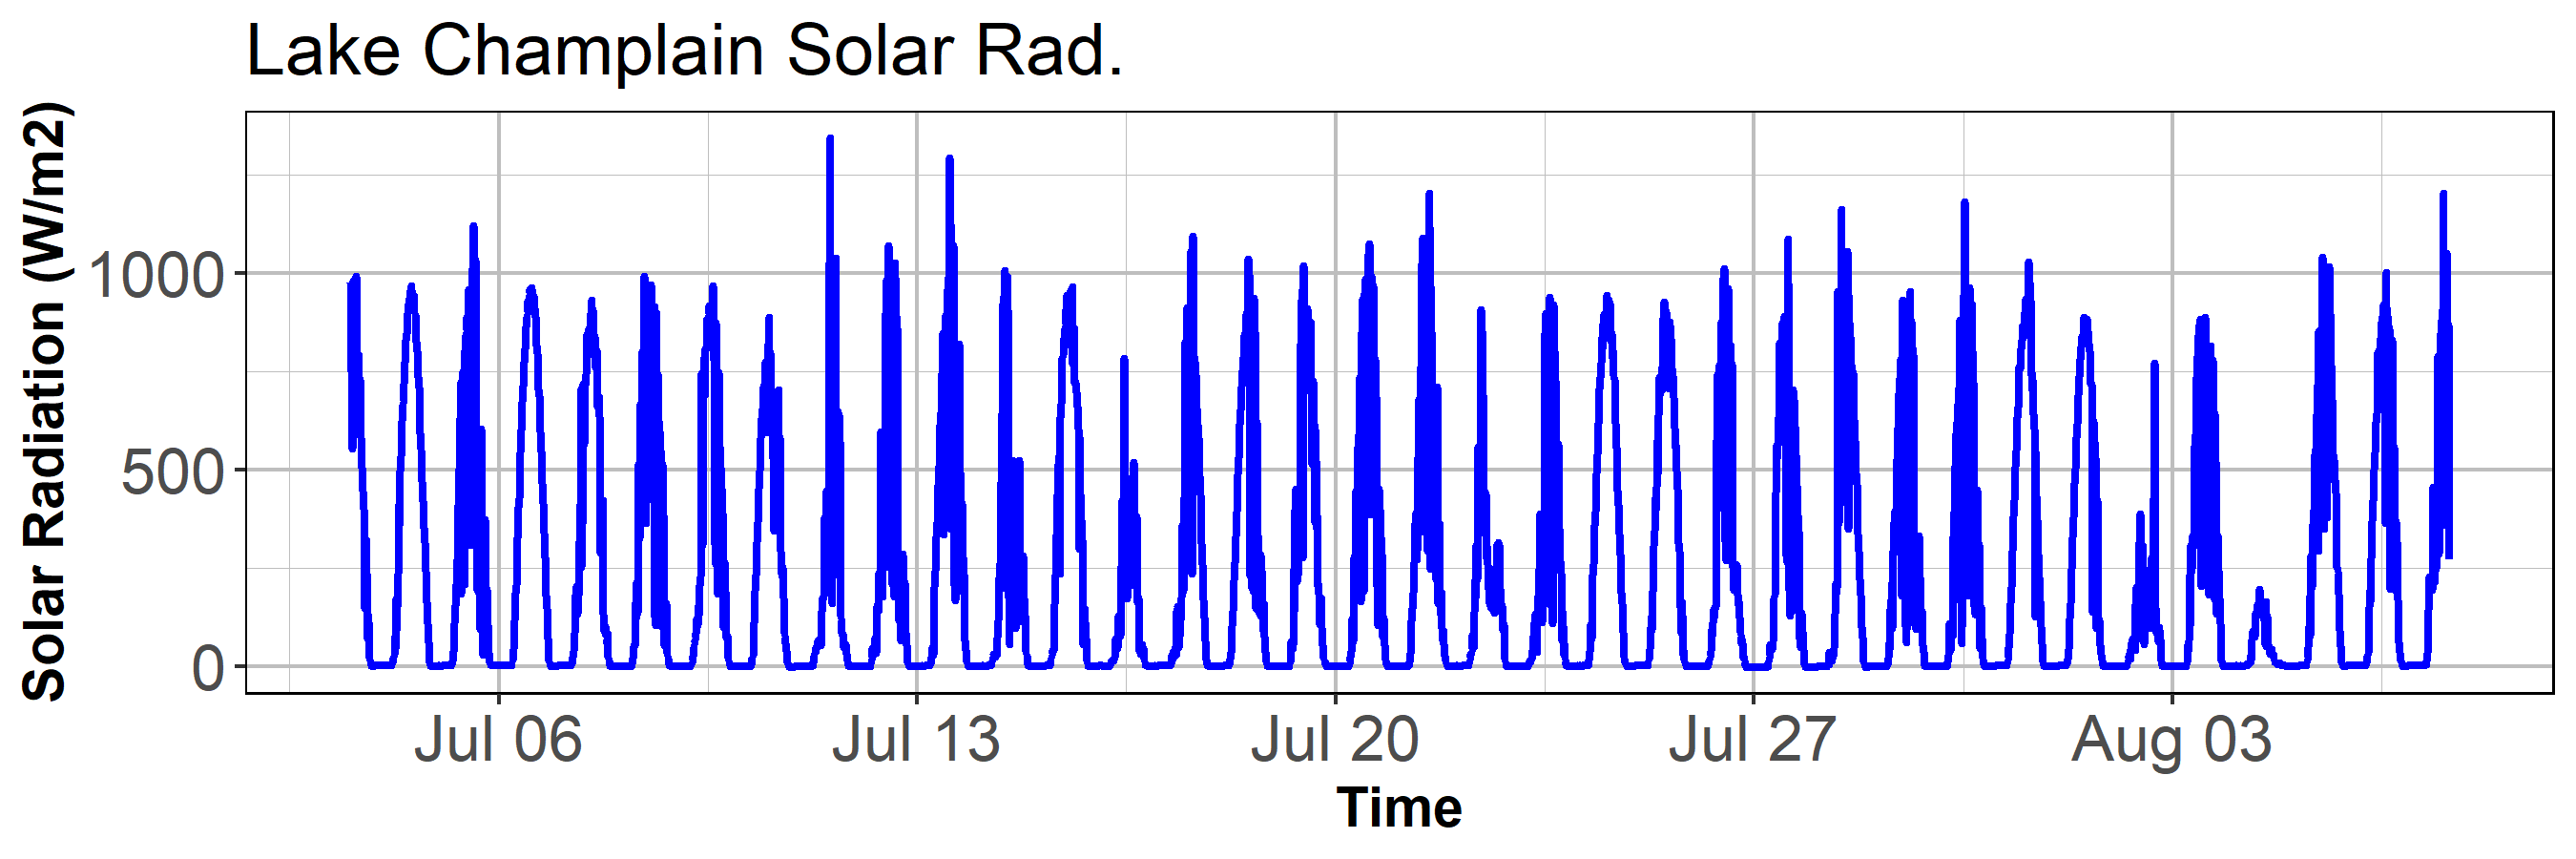 Lake Champlain Solar Rad.
Solar Radiation (W/m2)
1000
500
0
Jul 06 Jul 13 Jul 20 Jul 27 Aug 03
Time